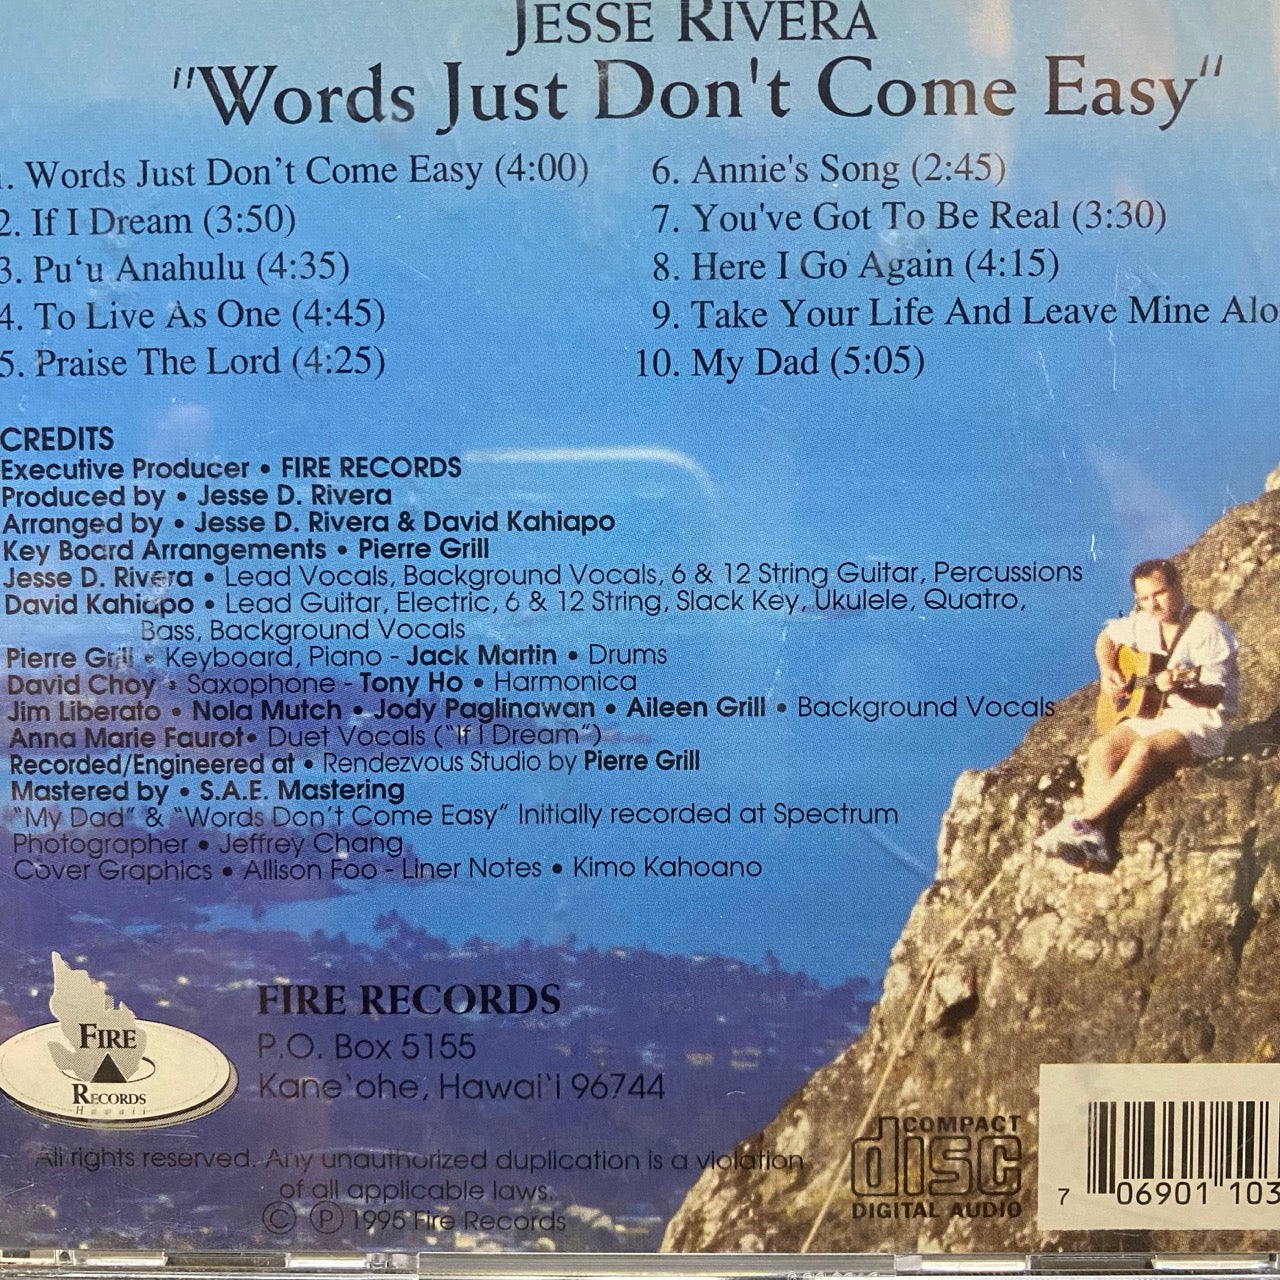 JESSE RIVERA
"Words Just Don't Come Easy"
1. Words Just Don't Come Easy (4:00)
2. If I Dream (3:50)
3. Pu‘u Anahulu (4:35)
4. To Live As One (4:45)
5. Praise The Lord (4:25)
6. Annie's Song (2:45)
7. You've Got To Be Real (3:30)
8. Here I Go Again (4:15)
9. Take Your Life And Leave Mine Alo
10. My Dad (5:05)
CREDITS
Executive Producer • FIRE RECORDS
Produced by • Jesse D. Rivera
Arranged by • Jesse D. Rivera & David Kahiapo
Key Board Arrangements • Pierre Grill
Jesse D. Rivera • Lead Vocals, Background Vocals, 6 & 12 String Guitar, Percussions
David Kahiapo • Lead Guitar, Electric, 6 & 12 String, Slack Key, Ukulele, Quatro,
Bass, Background Vocals
Pierre Grill • Keyboard, Piano - Jack Martin • Drums
David Choy • Saxophone - Tony Ho • Harmonica
Jim Liberato • Nola Mutch • Jody Paglinawan • Aileen Grill • Background Vocals
Anna Marie Faurot• Duet Vocals ("If I Dream")
Recorded/Engineered at • Rendezvous Studio by Pierre Grill
Mastered by • S.A.E. Mastering
"My Dad" & "Words Don't Come Easy" Initially recorded at Spectrum
Photographer • Jeffrey Chang
Cover Graphics • Allison Foo - Liner Notes • Kimo Kahoano
FIRE
RECORDS
Hawaii
FIRE RECORDS
P.O. Box 5155
Kane`ohe, Hawai`i 96744
All rights reserved. Any unauthorized duplication is a violation
of all applicable laws.
© ℗ 1995 Fire Records
COMPACT
disc
DIGITAL AUDIO
7 06901 103